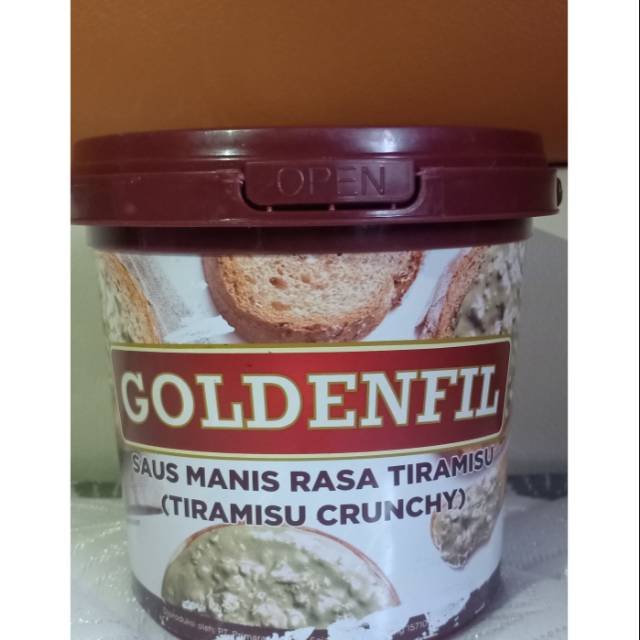 OPEN
GOLDENFIL
SAUS MANIS RASA TIRAMISU
(TIRAMISU CRUNCHY)